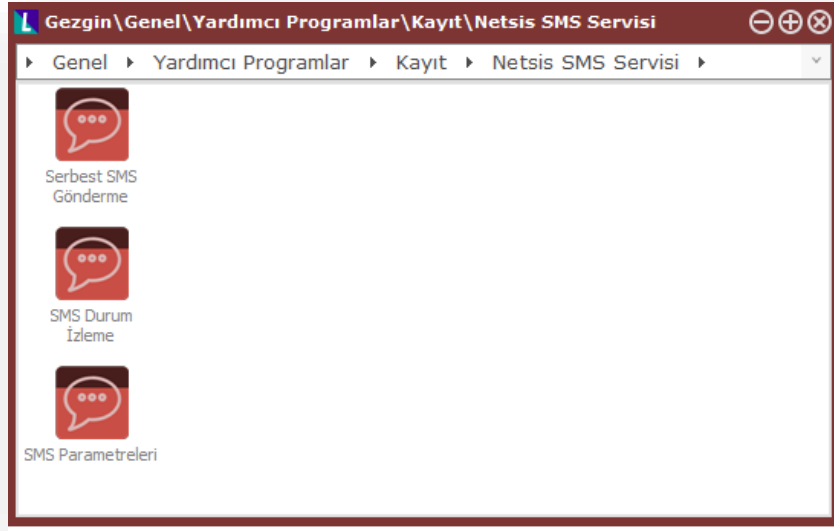 Gezgin\Genel\Yardımcı Programlar\Kayıt\Netsis SMS Servisi
Genel Yardımcı Programlar Kayıt Netsis SMS Servisi
Serbest SMS
Gönderme
SMS Durum
İzleme
SMS Parametreleri